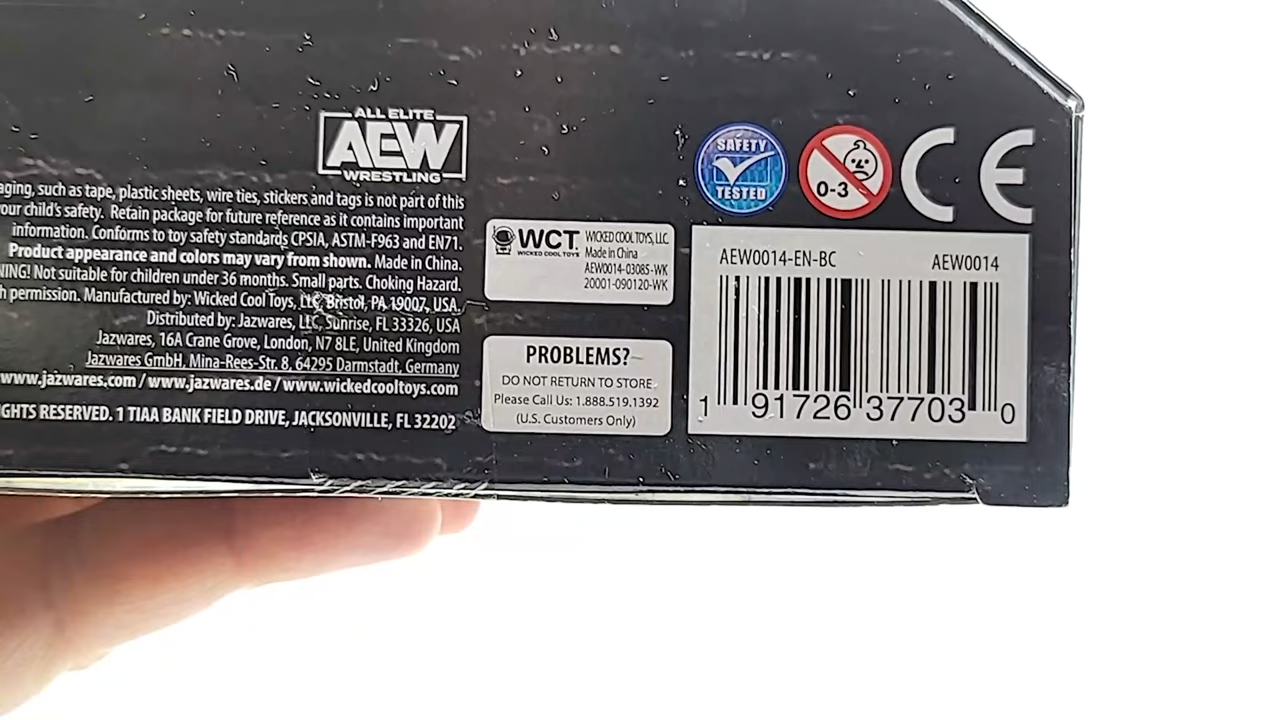 ALL ELITE
AEW
WRESTLING
aging, such as tape, plastic sheets, wire ties, stickers and tags is not part of this
our child's safety. Retain package for future reference as it contains important
information. Conforms to toy safety standards CPSIA, ASTM-F963 and EN71.
Product appearance and colors may vary from shown. Made in China.
NING! Not suitable for children under 36 months. Small parts. Choking Hazard.
h permission. Manufactured by: Wicked Cool Toys, LLC, Bristol, PA 19007, USA.
Distributed by: Jazwares, LLC, Sunrise, FL 33326, USA
Jazwares, 16A Crane Grove, London, N7 8LE, United Kingdom
Jazwares GmbH, Mina-Rees-Str. 8, 64295 Darmstadt, Germany
www.jazwares.com / www.jazwares.de / www.wickedcooltoys.com
IGHTS RESERVED. 1 TIAA BANK FIELD DRIVE, JACKSONVILLE, FL 32202
WCT
WICKED COOL TOYS
WICKED COOL TOYS, LLC.
Made in China
AEW0014-03085-WK
20001-090120-WK
PROBLEMS?
DO NOT RETURN TO STORE.
Please Call Us: 1.888.519.1392
(U.S. Customers Only)
SAFETY
TESTED
0-3
CE
AEW0014-EN-BC AEW0014
1 91726 37703 0